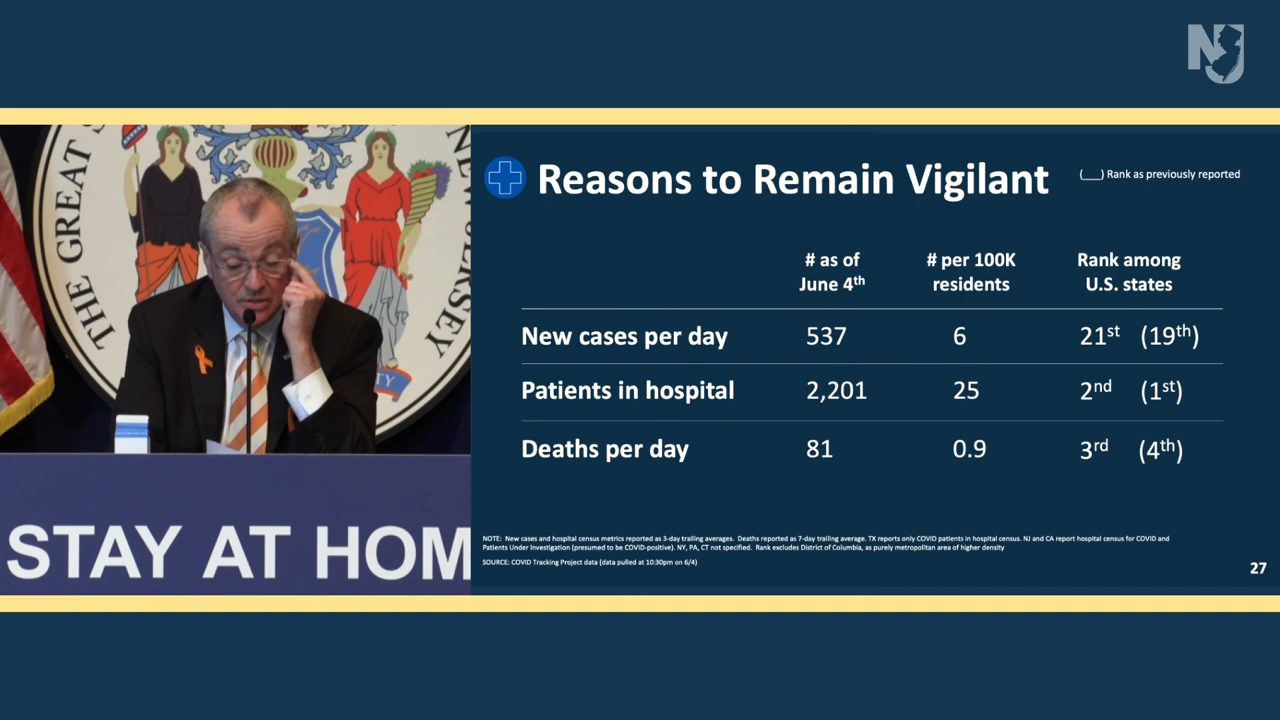 NJ
THE GREAT S
NEW JERSEY
TY
STAY AT HOM
Reasons to Remain Vigilant
(___) Rank as previously reported
# as of June 4th
# per 100K residents
Rank among U.S. states
New cases per day 537 6 21st (19th)
Patients in hospital 2,201 25 2nd (1st)
Deaths per day 81 0.9 3rd (4th)
NOTE: New cases and hospital census metrics reported as 3-day trailing averages. Deaths reported as 7-day trailing average. TX reports only COVID patients in hospital census. NJ and CA report hospital census for COVID and
Patients Under Investigation (presumed to be COVID-positive). NY, PA, CT not specified. Rank excludes District of Columbia, as purely metropolitan area of higher density
SOURCE: COVID Tracking Project data (data pulled at 10:30pm on 6/4)
27